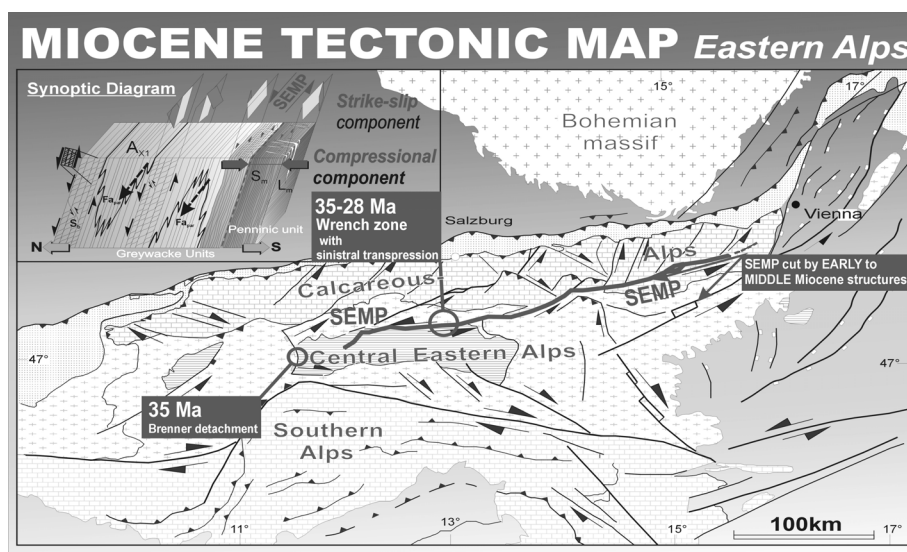 MIOCENE TECTONIC MAP Eastern Alps
Synoptic Diagram
SEMP
Strike-slip
component
Compressional
component
AX1
Sm
Lm
Penninic unit
N
S
Greywacke Units
35-28 Ma
Wrench zone
with
sinistral transpression
15°
17°
Bohemian
massif
Salzburg
Vienna
Calcareous
Alps
SEMP
SEMP
SEMP cut by EARLY to
MIDDLE Miocene structures
47°
47°
Central Eastern Alps
35 Ma
Brenner detachment
Southern
Alps
11°
13°
15°
17°
100km